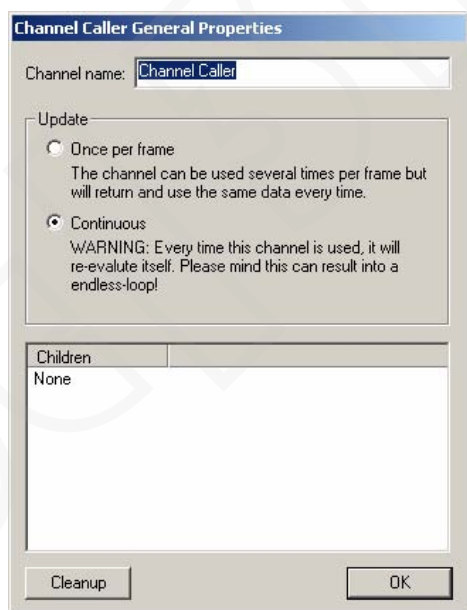 Channel Caller General Properties
Channel name: Channel Caller
Update
Once per frame
The channel can be used several times per frame but
will return and use the same data every time.
Continuous
WARNING: Every time this channel is used, it will
re-evalute itself. Please mind this can result into a
endless-loop!
Children
None
Cleanup OK